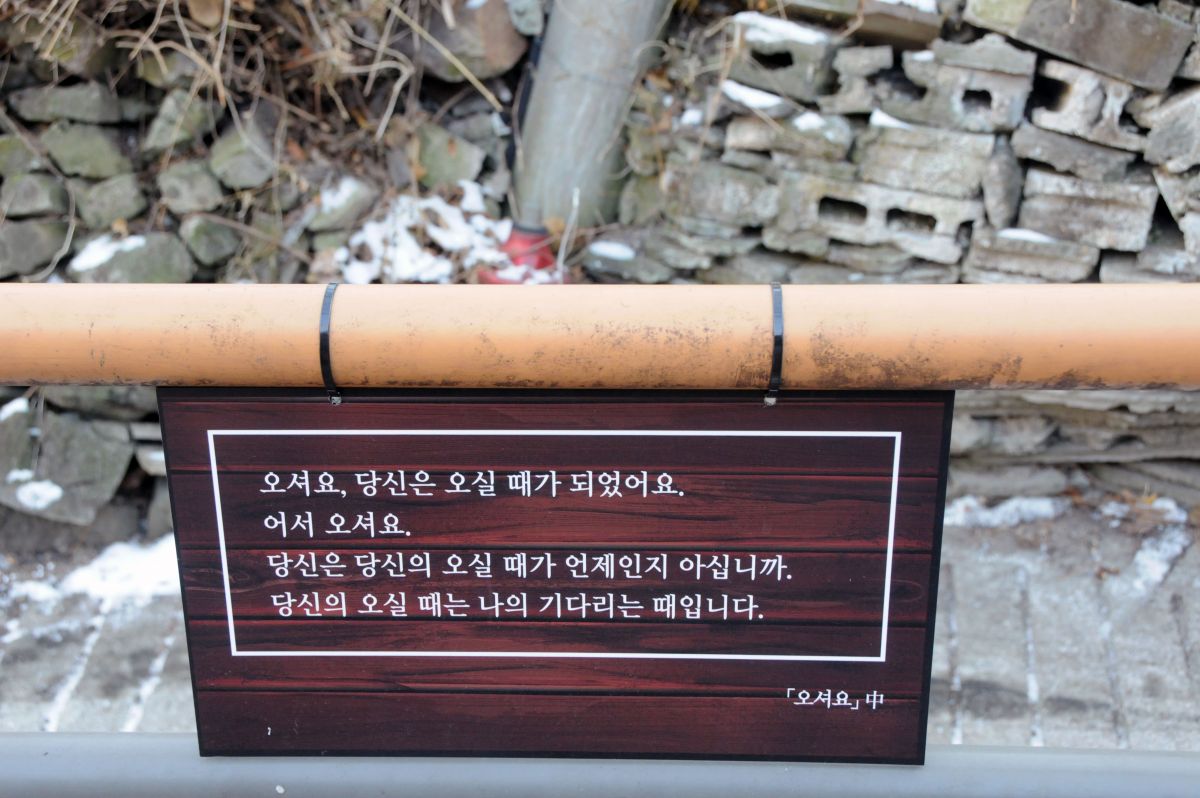 오셔요, 당신은 오실 때가 되었어요.
어서 오셔요.
당신은 당신의 오실 때가 언제인지 아십니까.
당신의 오실 때는 나의 기다리는 때입니다.
「오셔요」中